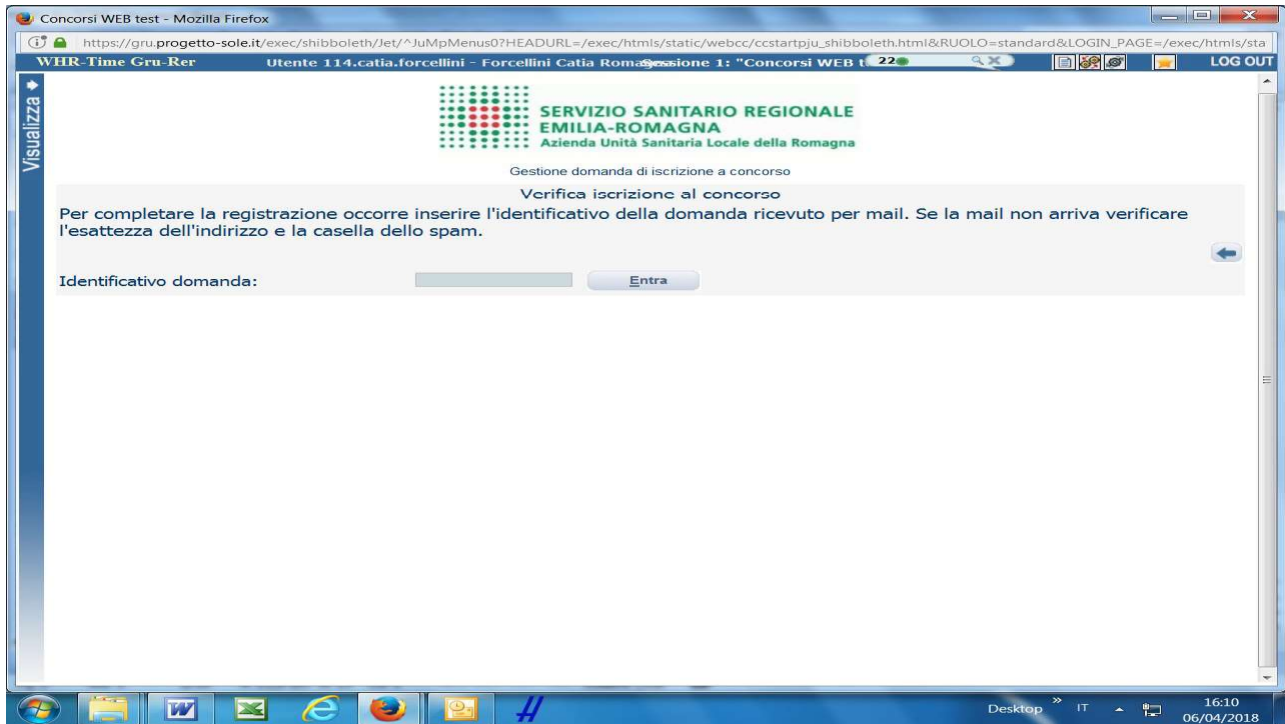 Concorsi WEB test - Mozilla Firefox
https://gru.progetto-sole.it/exec/shibboleth/Jet/^JuMpMenus0?HEADURL=/exec/htmls/static/webcc/ccstartpju_shibboleth.html&RUOLO=standard&LOGIN_PAGE=/exec/htmls/sta
WHR-Time Gru-Rer Utente 114.catia.forcellini - Forcellini Catia Romagna Sessione 1: "Concorsi WEB t 22 LOG OUT
Visualizza
SERVIZIO SANITARIO REGIONALE
EMILIA-ROMAGNA
Azienda Unità Sanitaria Locale della Romagna
Gestione domanda di iscrizione a concorso
Verifica iscrizione al concorso
Per completare la registrazione occorre inserire l'identificativo della domanda ricevuto per mail. Se la mail non arriva verificare
l'esattezza dell'indirizzo e la casella dello spam.
Identificativo domanda: Entra
Desktop » IT 16:10
06/04/2018